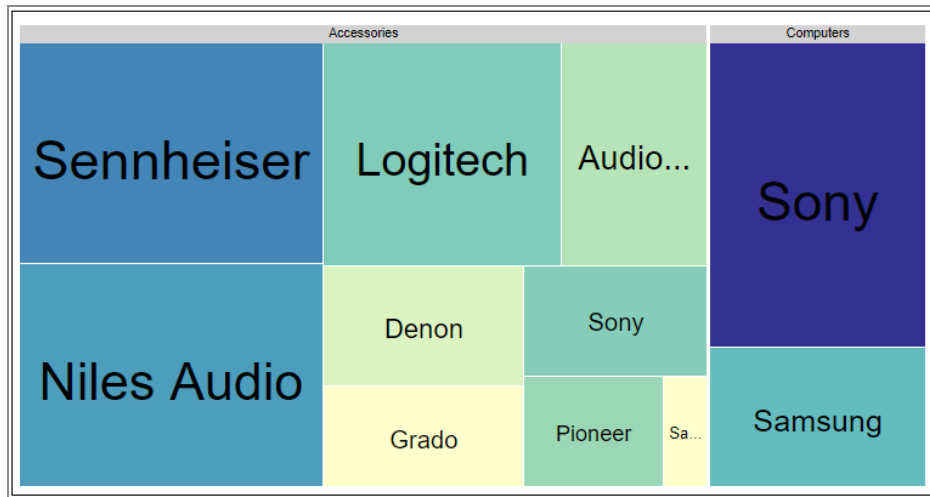 Accessories
Computers
Sennheiser
Logitech
Audio...
Sony
Niles Audio
Denon
Sony
Grado
Pioneer
Sa...
Samsung